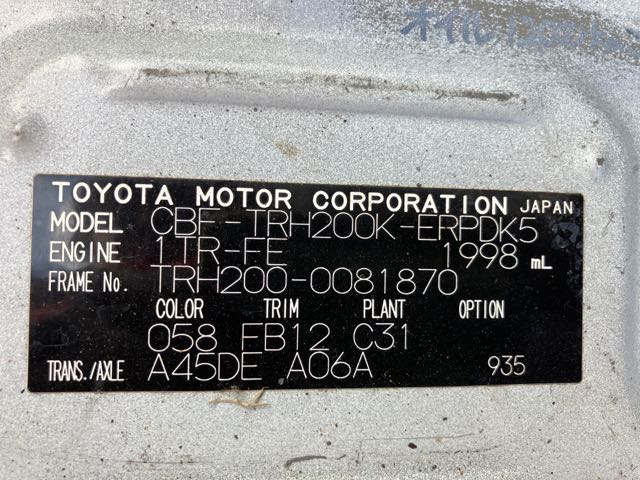 オイル
TOYOTA MOTOR CORPORATION JAPAN
MODEL CBF-TRH200K-ERPDK5
ENGINE 1TR-FE 1998 mL
FRAME No. TRH200-0081870
COLOR TRIM PLANT OPTION
058 FB12 C31
TRANS./AXLE A45DE A06A 935